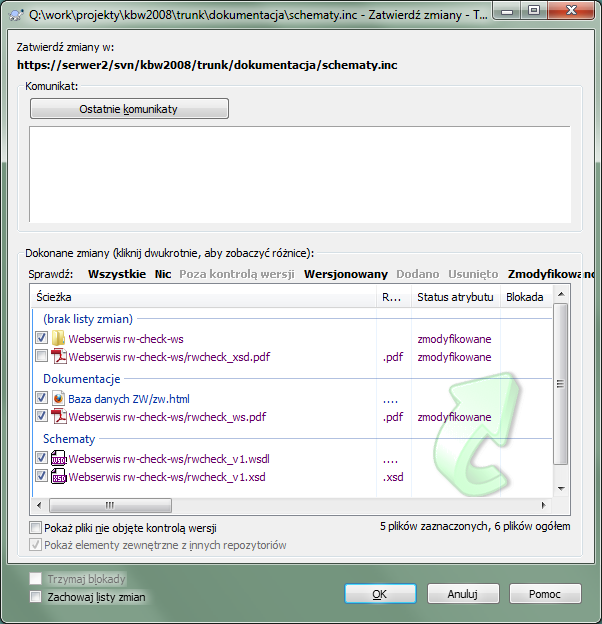 Q:\work\projekty\kbw2008\trunk\dokumentacja\schematy.inc - Zatwierdź zmiany - T...
Zatwierdź zmiany w:
https://serwer2/svn/kbw2008/trunk/dokumentacja/schematy.inc
Komunikat:
Ostatnie komunikaty
Dokonane zmiany (kliknij dwukrotnie, aby zobaczyć różnice):
Sprawdź: Wszystkie Nic Poza kontrolą wersji Wersjonowany Dodano Usunięto Zmodyfikowano
Ścieżka R... Status atrybutu Blokada
(brak listy zmian)
Webserwis rw-check-ws zmodyfikowane
Webserwis rw-check-ws/rwcheck_xsd.pdf .pdf zmodyfikowane
Dokumentacje
Baza danych ZW/zw.html ....
Webserwis rw-check-ws/rwcheck_ws.pdf .pdf zmodyfikowane
Schematy
Webserwis rw-check-ws/rwcheck_v1.wsdl ....
Webserwis rw-check-ws/rwcheck_v1.xsd .xsd
Pokaż pliki nie objęte kontrolą wersji 5 plików zaznaczonych, 6 plików ogółem
Pokaż elementy zewnętrzne z innych repozytoriów
Trzymaj blokady
Zachowaj listy zmian
OK Anuluj Pomoc